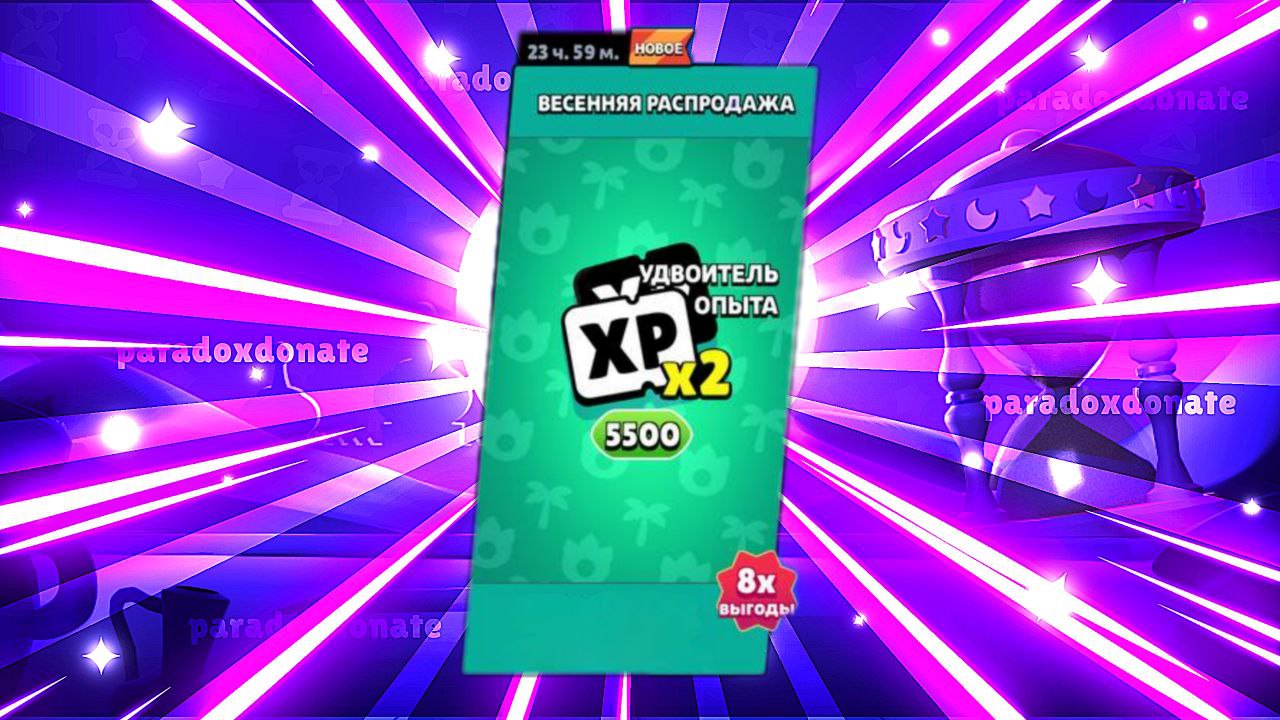 23 ч. 59 м.
НОВОЕ
ВЕСЕННЯЯ РАСПРОДАЖА
УДВОИТЕЛЬ
ОПЫТА
XP
x2
5500
8x
ВЫГОДЫ
paradoxdonate
paradoxdonate
paradoxdonate
paradoxdonate